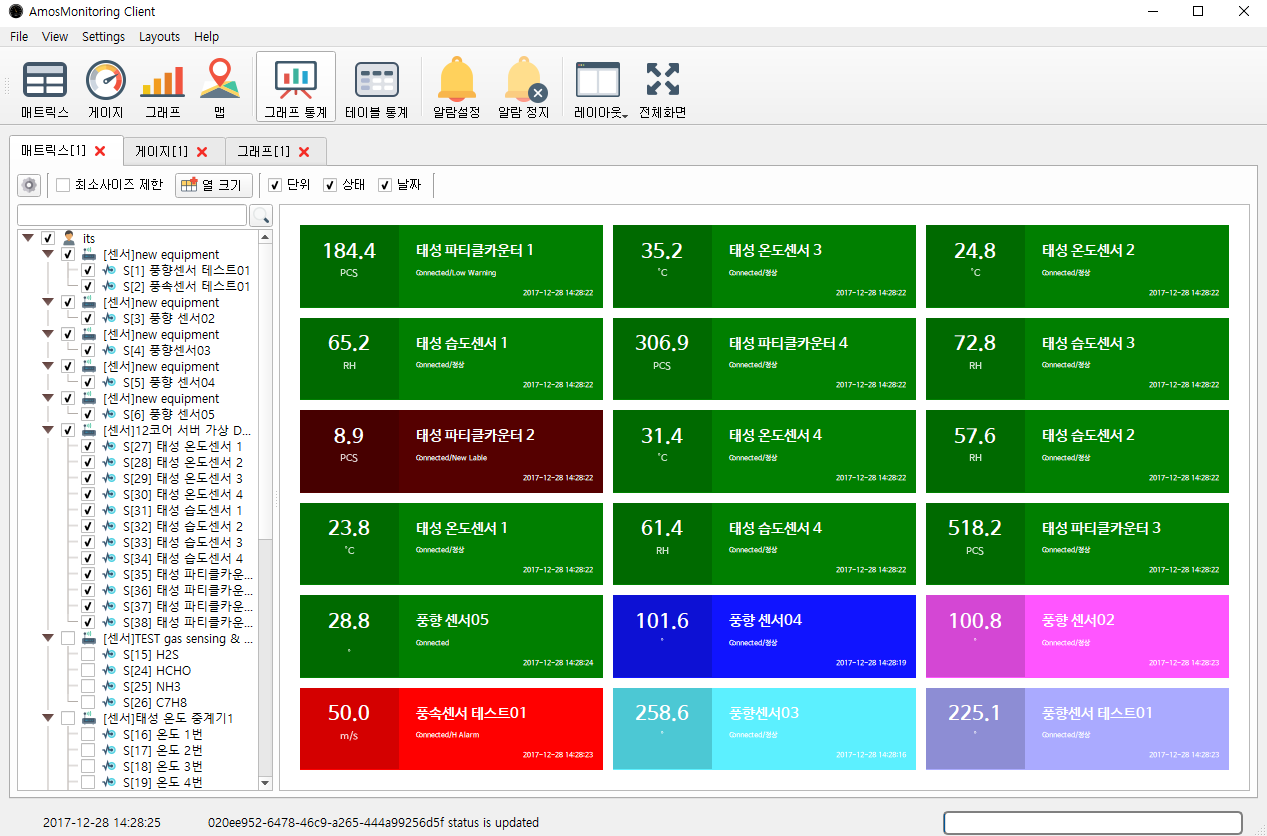 AmosMonitoring Client
File View Settings Layouts Help
매트릭스 게이지 그래프 맵 그래프 통계 테이블 통계 알람설정 알람 정지 레이아웃 전체화면
매트릭스[1] 게이지[1] 그래프[1]
최소사이즈 제한 열 크기 단위 상태 날짜
its
[센서]new equipment
S[1] 풍향센서 테스트01
S[2] 풍속센서 테스트01
[센서]new equipment
S[3] 풍향 센서02
[센서]new equipment
S[4] 풍향센서03
[센서]new equipment
S[5] 풍향 센서04
[센서]new equipment
S[6] 풍향 센서05
[센서]12코어 서버 가상 D...
S[27] 태성 온도센서 1
S[28] 태성 온도센서 2
S[29] 태성 온도센서 3
S[30] 태성 온도센서 4
S[31] 태성 습도센서 1
S[32] 태성 습도센서 2
S[33] 태성 습도센서 3
S[34] 태성 습도센서 4
S[35] 태성 파티클카운...
S[36] 태성 파티클카운...
S[37] 태성 파티클카운...
S[38] 태성 파티클카운...
[센서]TEST gas sensing & ...
S[15] H2S
S[24] HCHO
S[25] NH3
S[26] C7H8
[센서]태성 온도 중계기1
S[16] 온도 1번
S[17] 온도 2번
S[18] 온도 3번
S[19] 온도 4번
184.4 태성 파티클카운터 1
PCS Connected/Low Warning
2017-12-28 14:28:22
35.2 태성 온도센서 3
°C Connected/정상
2017-12-28 14:28:22
24.8 태성 온도센서 2
°C Connected/정상
2017-12-28 14:28:22
65.2 태성 습도센서 1
RH Connected/정상
2017-12-28 14:28:22
306.9 태성 파티클카운터 4
PCS Connected/정상
2017-12-28 14:28:22
72.8 태성 습도센서 3
RH Connected/정상
2017-12-28 14:28:22
8.9 태성 파티클카운터 2
PCS Connected/New Lable
2017-12-28 14:28:22
31.4 태성 온도센서 4
°C Connected/정상
2017-12-28 14:28:22
57.6 태성 습도센서 2
RH Connected/정상
2017-12-28 14:28:22
23.8 태성 온도센서 1
°C Connected/정상
2017-12-28 14:28:22
61.4 태성 습도센서 4
RH Connected/정상
2017-12-28 14:28:22
518.2 태성 파티클카운터 3
PCS Connected/정상
2017-12-28 14:28:22
28.8 풍향 센서05
° Connected
2017-12-28 14:28:24
101.6 풍향 센서04
° Connected/정상
2017-12-28 14:28:19
100.8 풍향 센서02
° Connected/정상
2017-12-28 14:28:23
50.0 풍속센서 테스트01
m/s Connected/H Alarm
2017-12-28 14:28:23
258.6 풍향센서03
° Connected/정상
2017-12-28 14:28:16
225.1 풍향센서 테스트01
° Connected/정상
2017-12-28 14:28:23
2017-12-28 14:28:25 020ee952-6478-46c9-a265-444a99256d5f status is updated